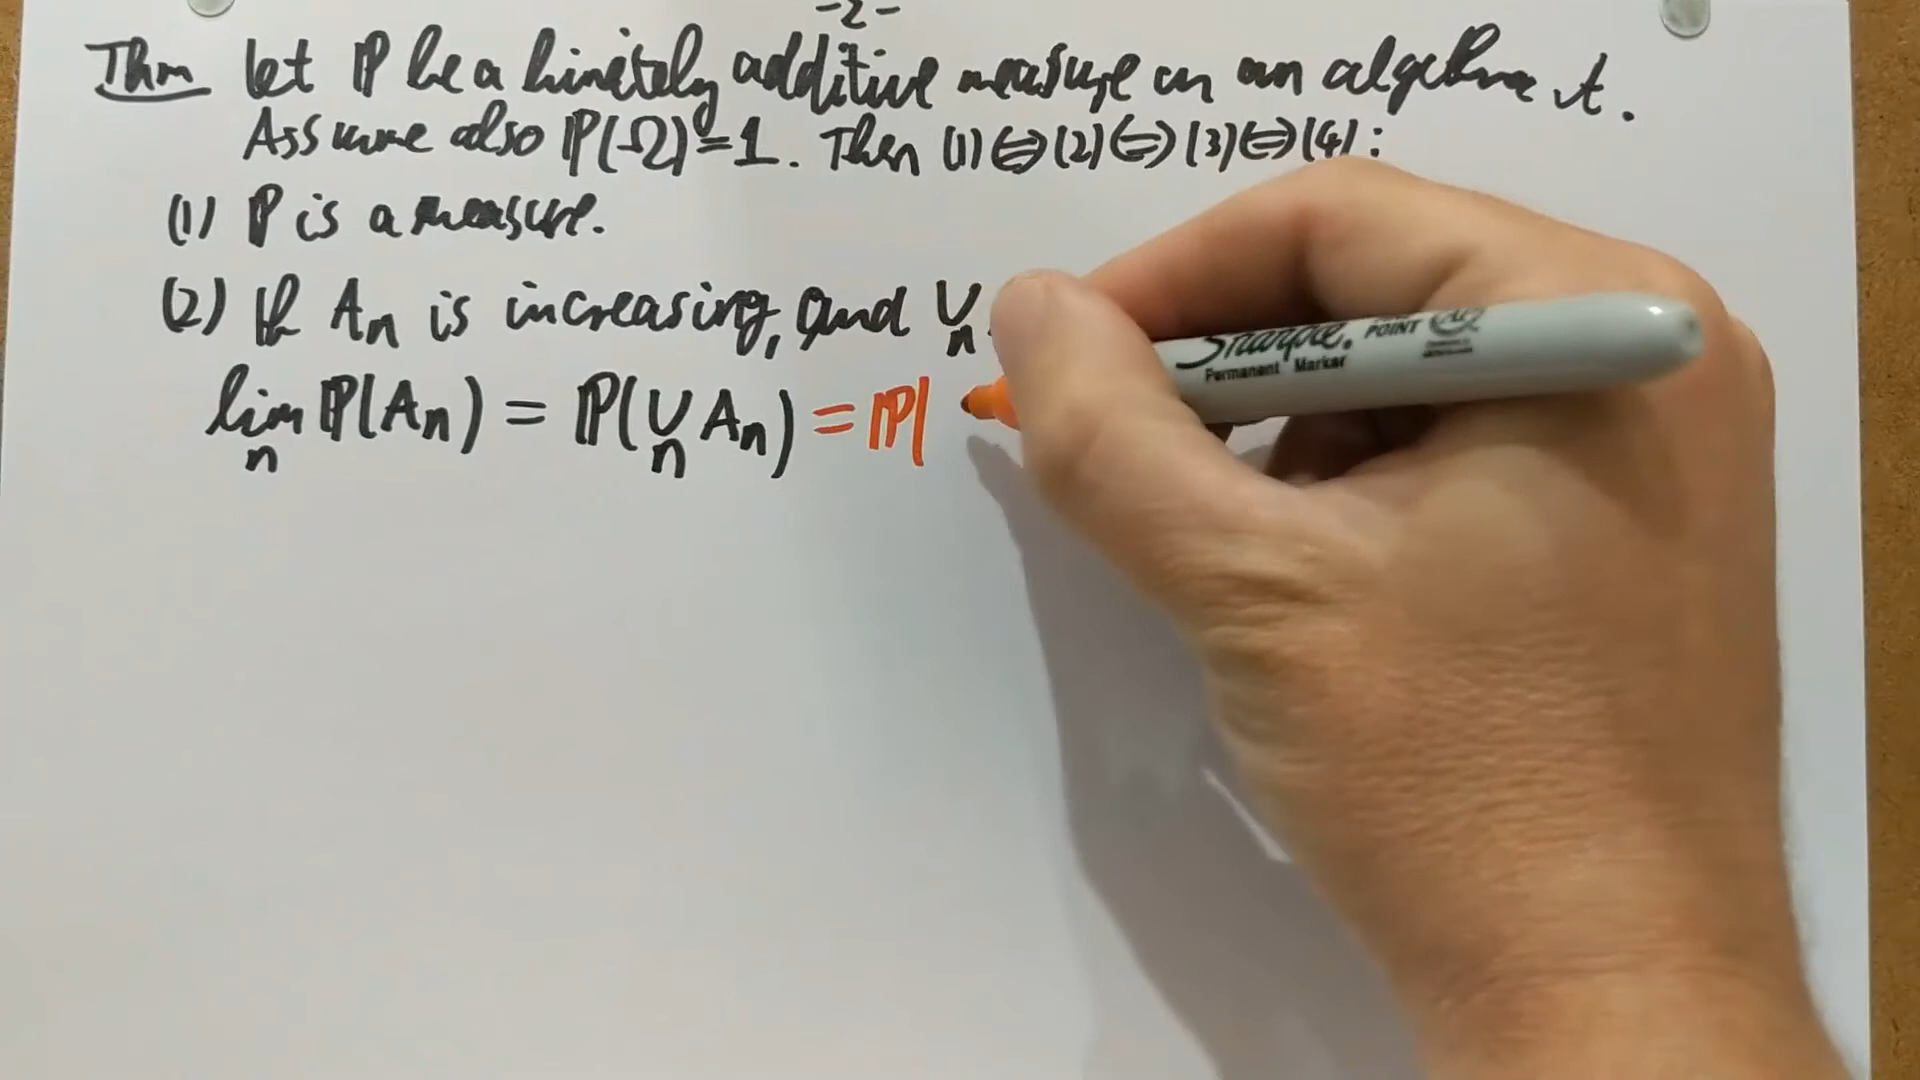 -2-
Thm Let ℙ be a finitely additive measure on an algebra A.
Assume also ℙ(Ω)=1. Then (1)⇔(2)⇔(3)⇔(4):
(1) ℙ is a measure.
(2) If An is increasing, and ∪n
lim n ℙ(An) = ℙ(∪n An) = ℙ(
Sharpie. POINT
Permanent Marker